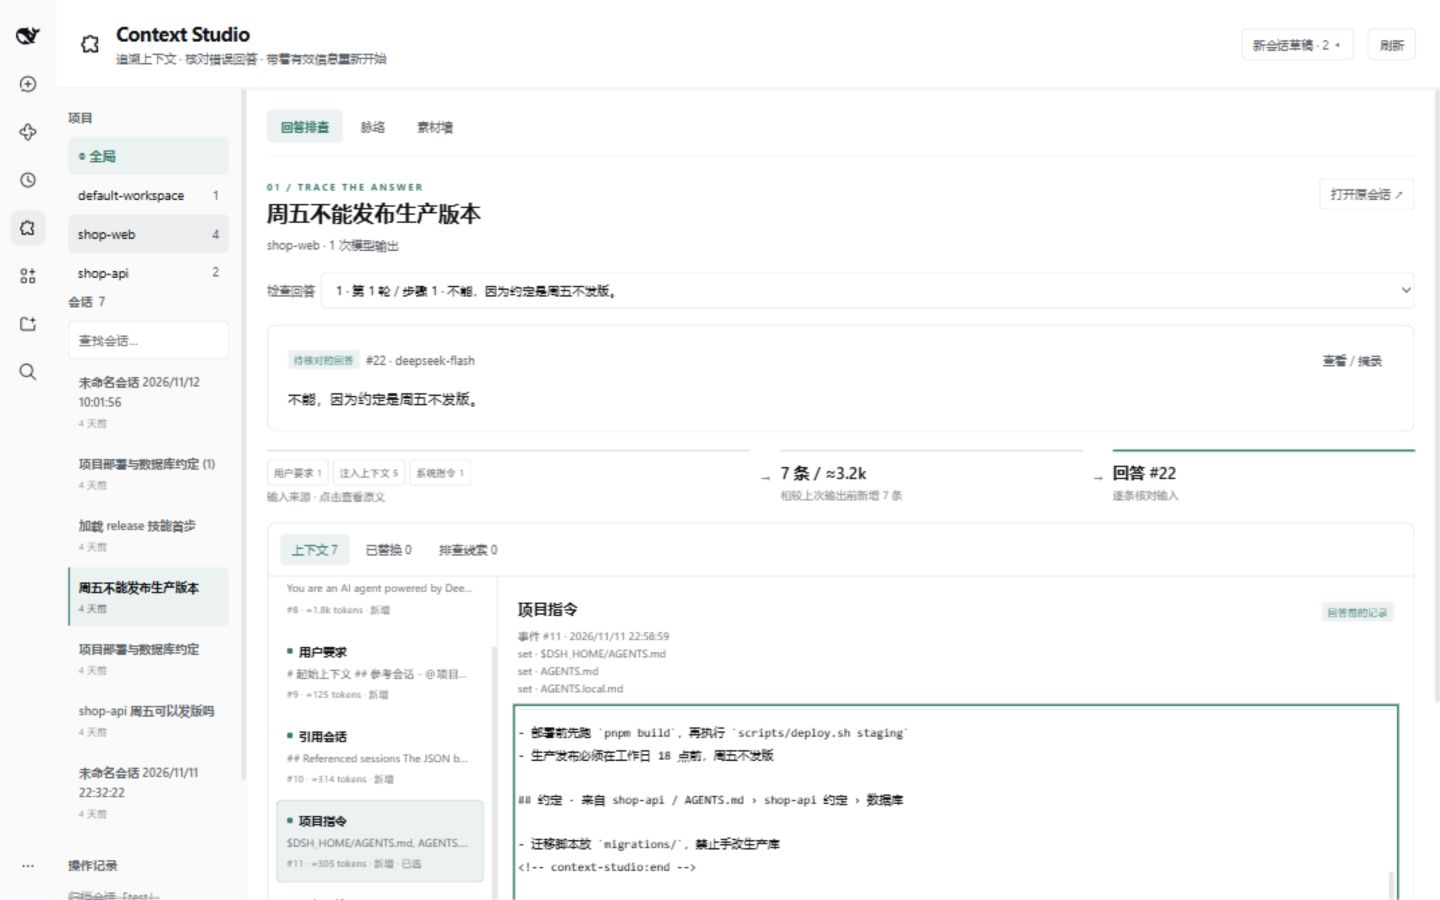 Context Studio
追溯上下文 · 核对错误回答 · 带着有效信息重新开始
新会话草稿 · 2
刷新
项目
全局
default-workspace 1
shop-web 4
shop-api 2
会话 7
查找会话...
未命名会话 2026/11/12
10:01:56
4 天前
项目部署与数据库约定 (1)
4 天前
加载 release 技能首步
4 天前
周五不能发布生产版本
4 天前
项目部署与数据库约定
4 天前
shop-api 周五可以发版吗
4 天前
未命名会话 2026/11/11
22:32:22
4 天前
操作记录
归档会话「test」
回答排查
脉络
素材墙
01 / TRACE THE ANSWER
周五不能发布生产版本
shop-web · 1 次模型输出
打开原会话 ↗
检查回答
1 · 第 1 轮 / 步骤 1 · 不能，因为约定是周五不发版。
待核对的回答 #22 · deepseek-flash
查看 / 摘录
不能，因为约定是周五不发版。
用户要求 1 注入上下文 5 系统指令 1
输入来源 · 点击查看原文
→ 7 条 / ≈3.2k
相较上次输出前新增 7 条
→ 回答 #22
逐条核对输入
上下文 7
已替换 0
排查线索 0
You are an AI agent powered by Dee...
#8 · ≈1.8k tokens · 新增
用户要求
# 起始上下文 ## 参考会话 - @项目...
#9 · ≈125 tokens · 新增
引用会话
## Referenced sessions The JSON b...
#10 · ≈314 tokens · 新增
项目指令
$DSH_HOME/AGENTS.md, AGENTS....
#11 · ≈305 tokens · 新增 · 已选
项目指令
回答前的记录
事件 #11 · 2026/11/11 22:58:59
set · $DSH_HOME/AGENTS.md
set · AGENTS.md
set · AGENTS.local.md
- 部署前先跑 `pnpm build`，再执行 `scripts/deploy.sh staging`
- 生产发布必须在工作日 18 点前，周五不发版
## 约定 · 来自 shop-api / AGENTS.md › shop-api 约定 › 数据库
- 迁移脚本放 `migrations/`，禁止手改生产库
<!-- context-studio:end -->